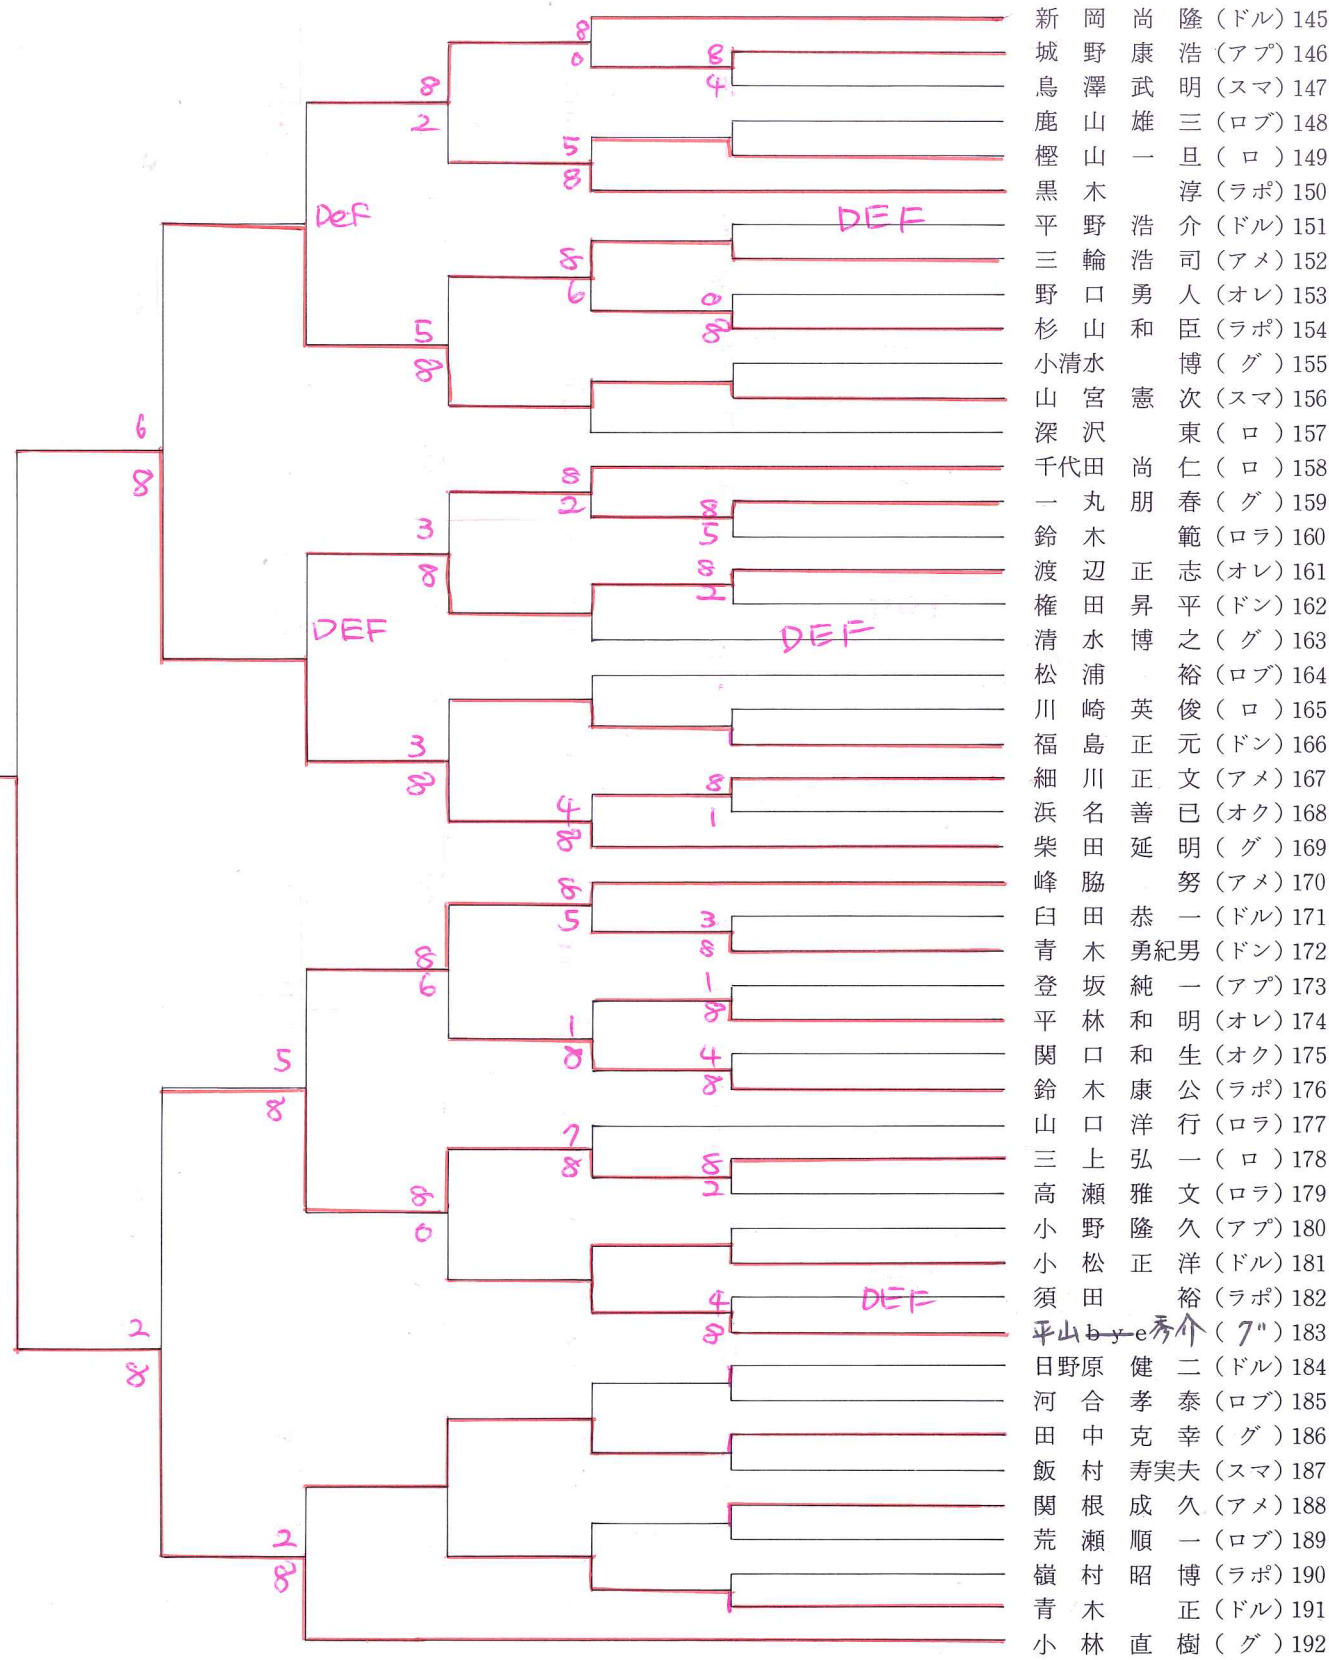 新岡尚隆（ドル）145
8
0
8
城野康浩（アプ）146
4
鳥澤武明（スマ）147
8
2
鹿山雄三（ロブ）148
5
樫山一旦（ロ）149
8
黒木淳（ラポ）150
DeF
DEF
平野浩介（ドル）151
8
三輪浩司（アメ）152
6
0
野口勇人（オレ）153
8
杉山和臣（ラポ）154
5
8
小清水博（グ）155
山宮憲次（スマ）156
深沢東（ロ）157
6
8
千代田尚仁（ロ）158
8
2
8
一丸朋春（グ）159
5
鈴木範（ロラ）160
3
8
8
渡辺正志（オレ）161
2
権田昇平（ドン）162
DEF
DEF
清水博之（グ）163
松浦裕（ロブ）164
川崎英俊（ロ）165
福島正元（ドン）166
3
8
8
細川正文（アメ）167
1
浜名善已（オク）168
4
8
柴田延明（グ）169
8
5
峰脇努（アメ）170
3
臼田恭一（ドル）171
8
青木勇紀男（ドン）172
8
6
1
登坂純一（アプ）173
8
平林和明（オレ）174
1
8
4
関口和生（オク）175
8
鈴木康公（ラポ）176
5
8
7
8
山口洋行（ロラ）177
8
三上弘一（ロ）178
2
高瀬雅文（ロラ）179
8
0
小野隆久（アプ）180
小松正洋（ドル）181
4
DEF
須田裕（ラポ）182
8
平山bye秀介（グ）183
2
8
日野原健二（ドル）184
河合孝泰（ロブ）185
田中克幸（グ）186
飯村寿実夫（スマ）187
関根成久（アメ）188
荒瀬順一（ロブ）189
2
8
嶺村昭博（ラポ）190
青木正（ドル）191
小林直樹（グ）192